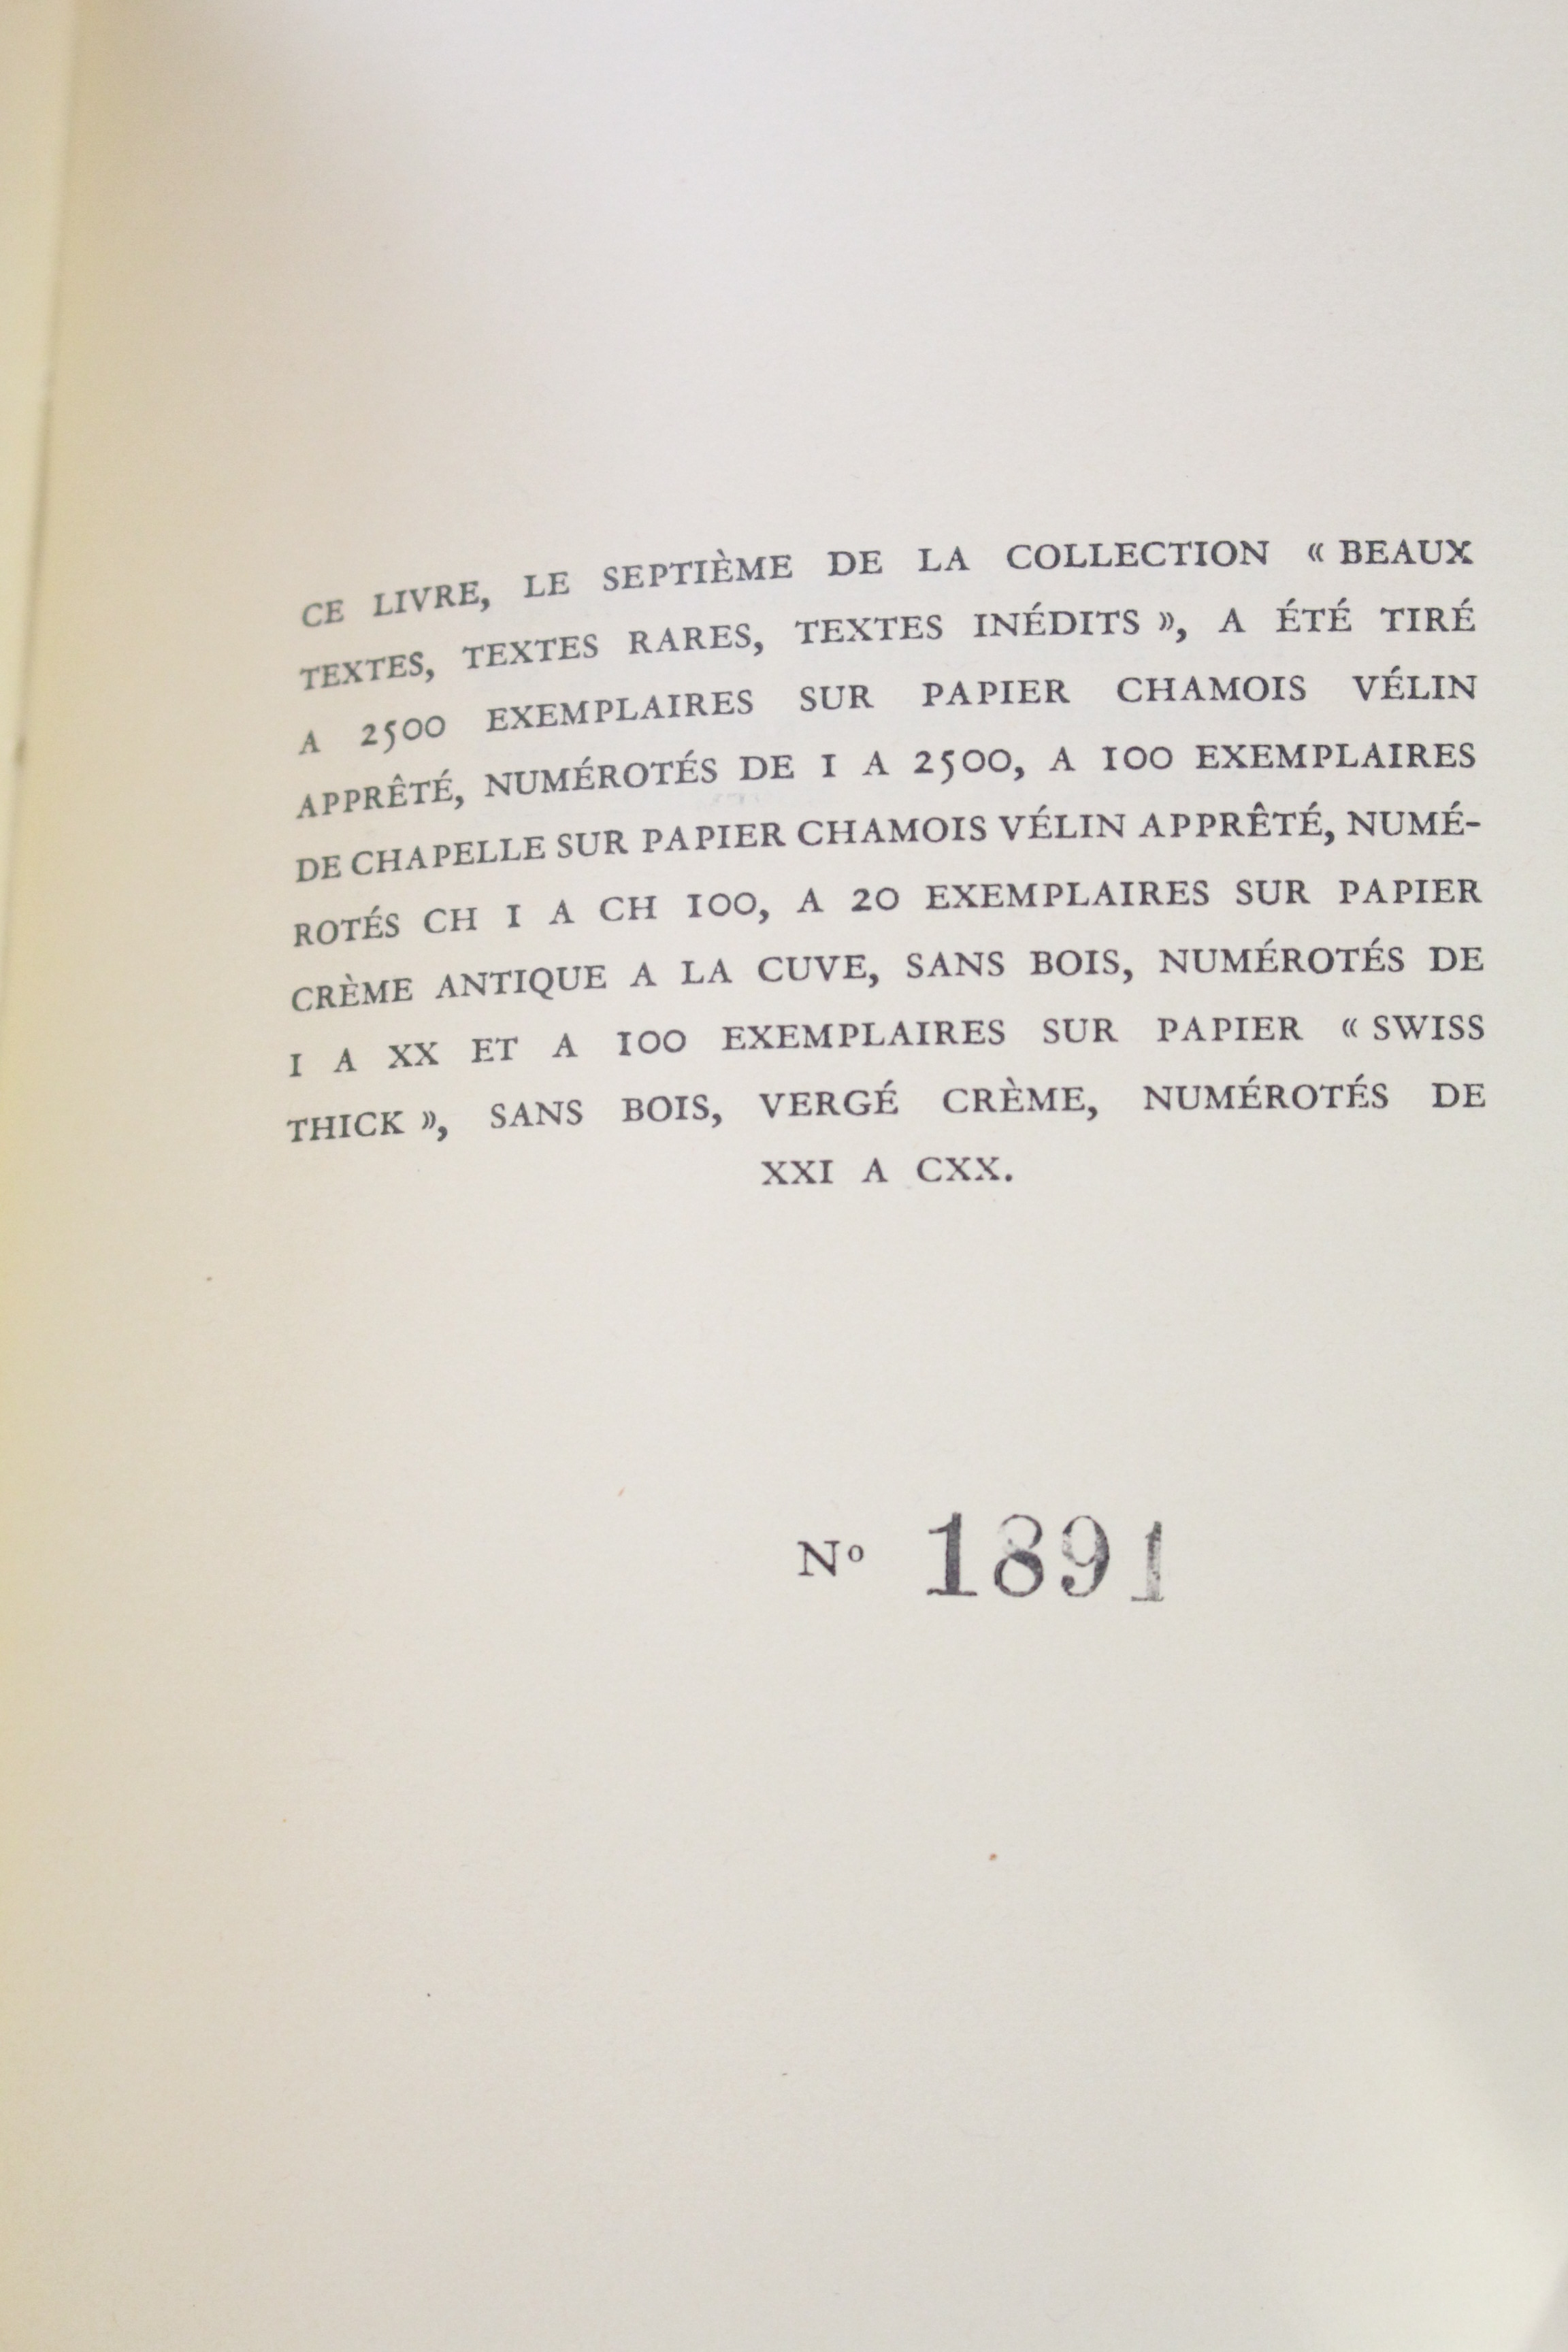 CE LIVRE, LE SEPTIÈME DE LA COLLECTION « BEAUX
TEXTES, TEXTES RARES, TEXTES INÉDITS », A ÉTÉ TIRÉ
A 2500 EXEMPLAIRES SUR PAPIER CHAMOIS VÉLIN
APPRÊTÉ, NUMÉROTÉS DE 1 A 2500, A 100 EXEMPLAIRES
DE CHAPELLE SUR PAPIER CHAMOIS VÉLIN APPRÊTÉ, NUMÉ-
ROTÉS CH 1 A CH 100, A 20 EXEMPLAIRES SUR PAPIER
CRÈME ANTIQUE A LA CUVE, SANS BOIS, NUMÉROTÉS DE
I A XX ET A 100 EXEMPLAIRES SUR PAPIER « SWISS
THICK », SANS BOIS, VERGÉ CRÈME, NUMÉROTÉS DE
XXI A CXX.
Nº 1891